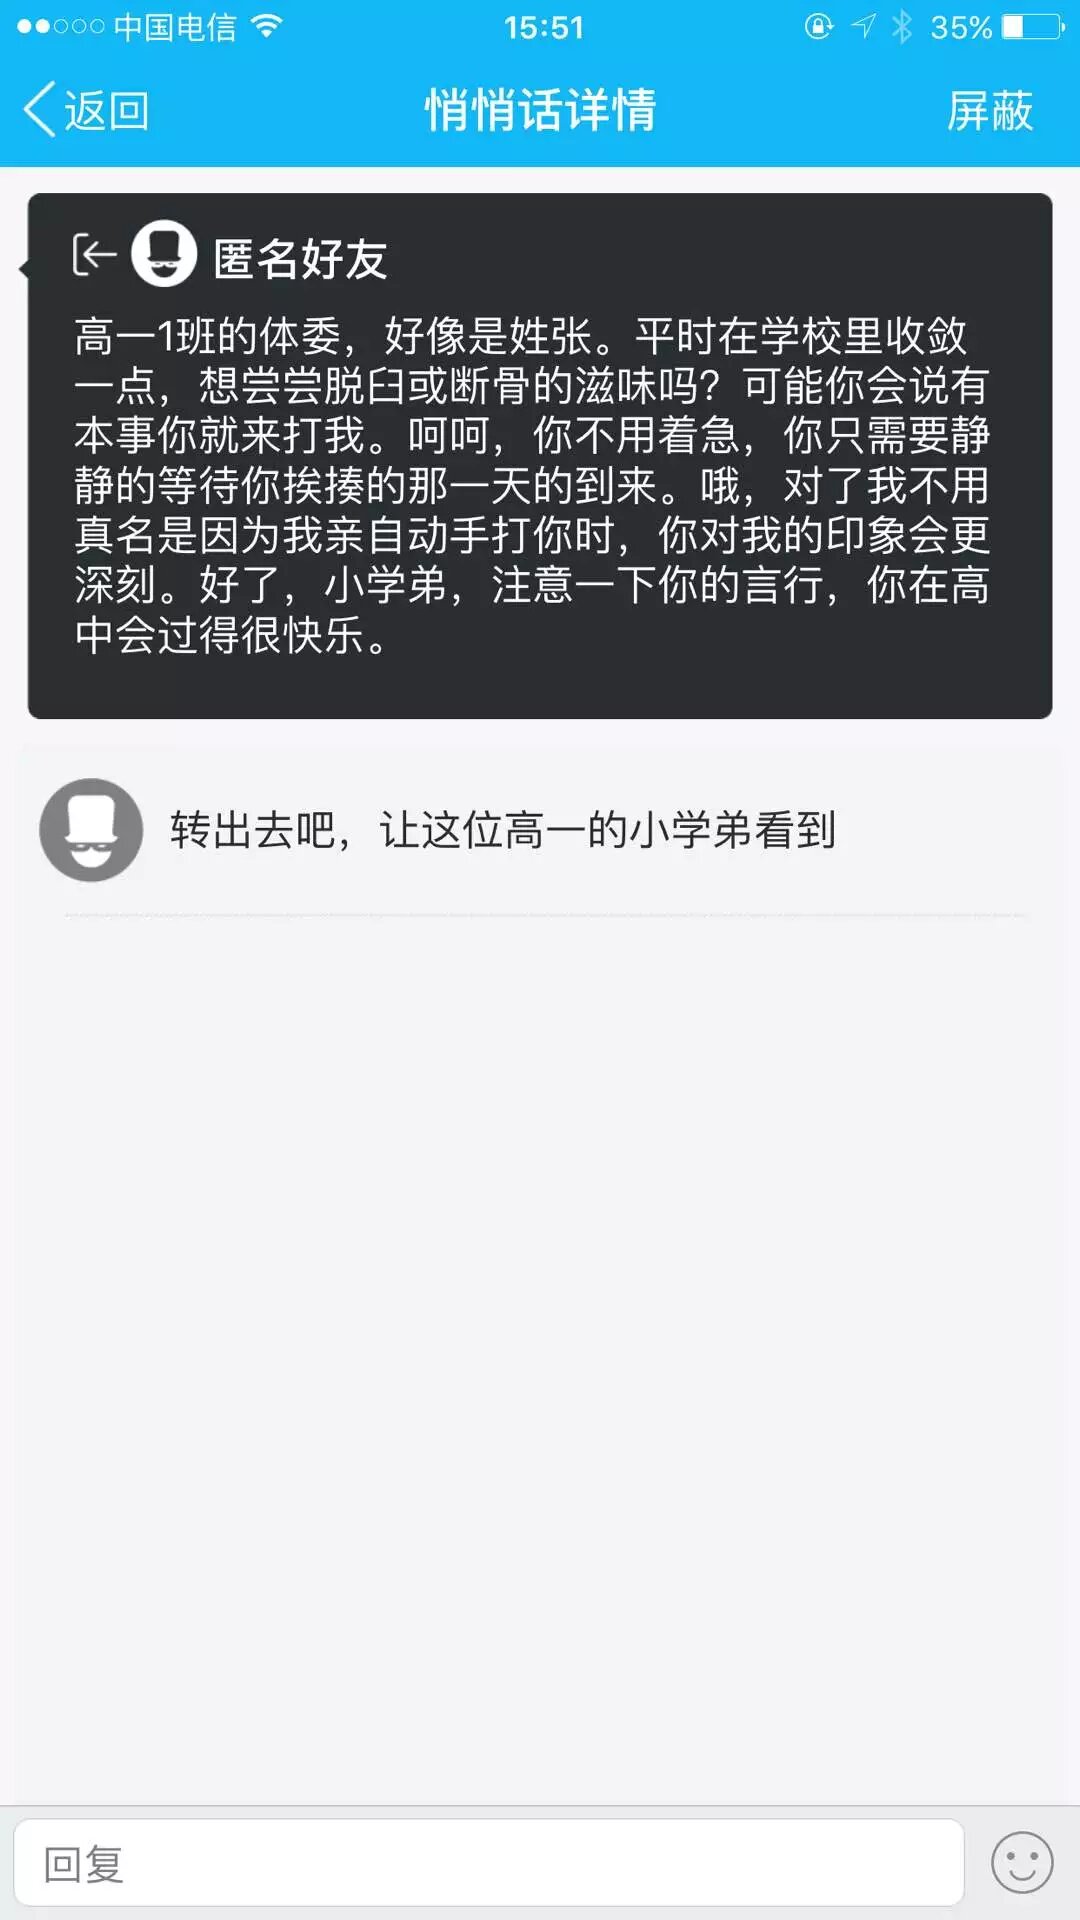 中国电信 15:51 35%
返回 悄悄话详情 屏蔽
匿名好友
高一1班的体委，好像是姓张。平时在学校里收敛
一点，想尝尝脱臼或断骨的滋味吗？可能你会说有
本事你就来打我。呵呵，你不用着急，你只需要静
静的等待你挨揍的那一天的到来。哦，对了我不用
真名是因为我亲自动手打你时，你对我的印象会更
深刻。好了，小学弟，注意一下你的言行，你在高
中会过得很快乐。
转出去吧，让这位高一的小学弟看到
回复